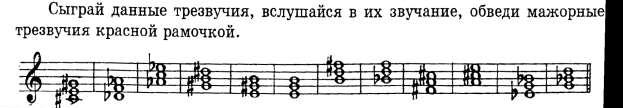 Сыграй данные трезвучия, вслушайся в их звучание, обведи мажорные
трезвучия красной рамочкой.